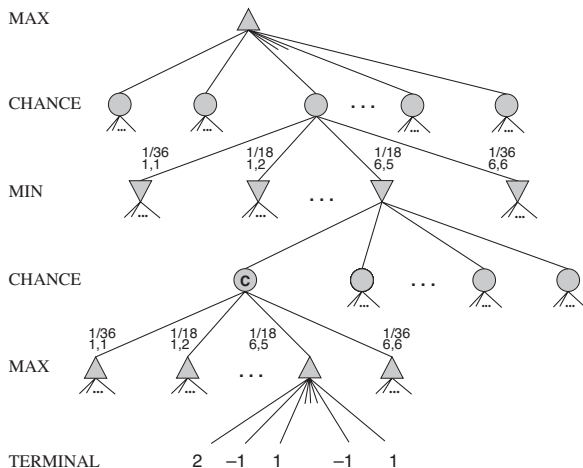 MAX
CHANCE
...
... ... ... ... ...
1/36 1/18 1/18 1/36
1,1 1,2 6,5 6,6
MIN
...
... ... ...
CHANCE
C ...
... ... ...
1/36 1/18 1/18 1/36
1,1 1,2 6,5 6,6
MAX
...
... ... ...
TERMINAL 2 –1 1 –1 1